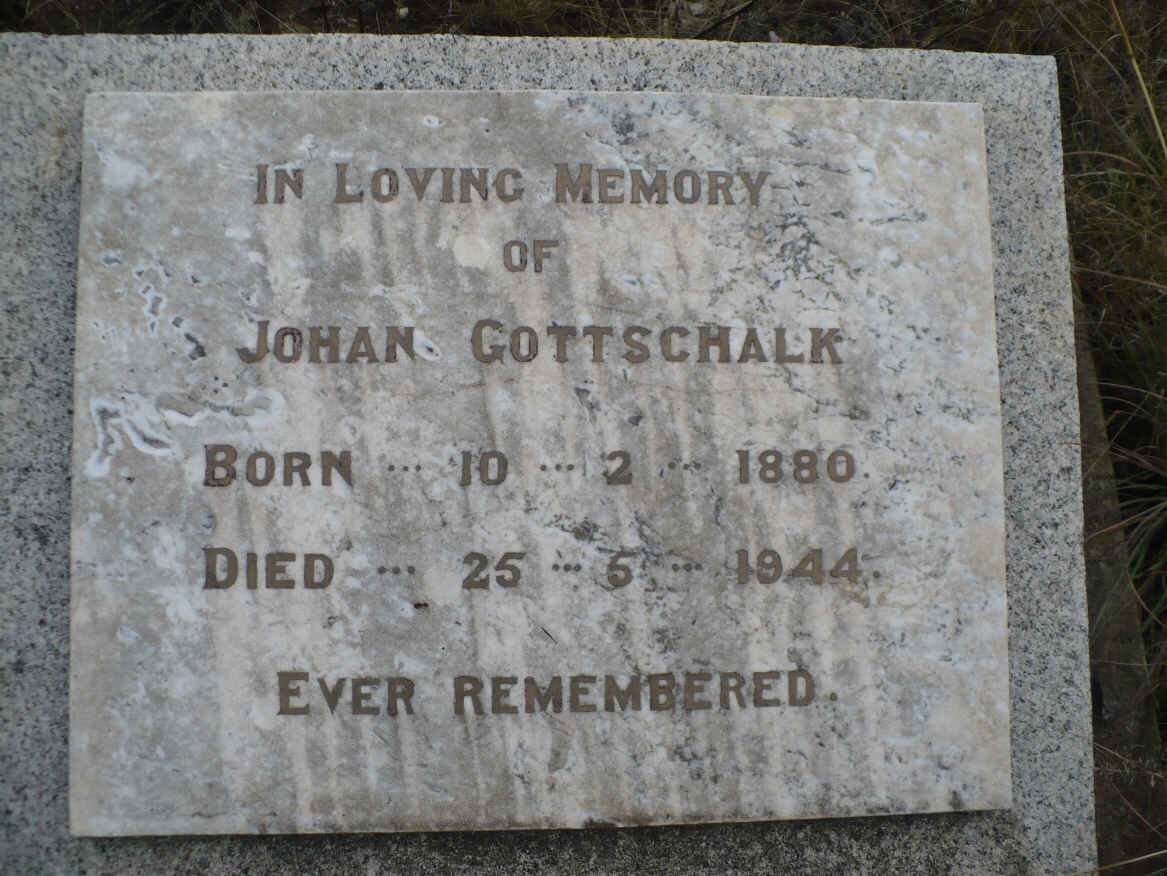 IN LOVING MEMORY
OF
JOHAN GOTTSCHALK
BORN ... 10 ... 2 ... 1880.
DIED ... 25 ... 5 ... 1944.
EVER REMEMBERED.